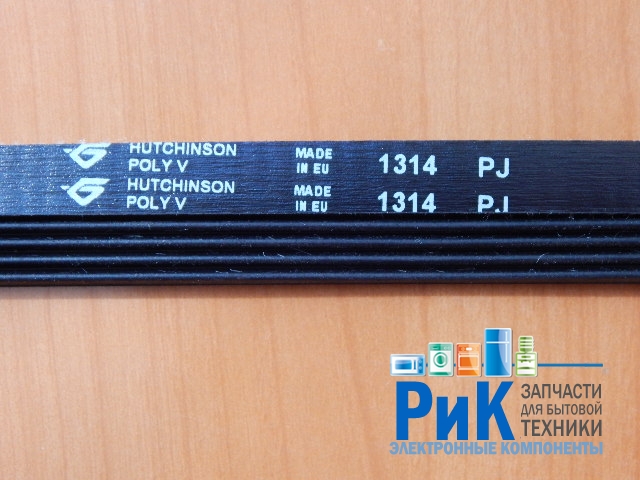 HUTCHINSON
POLY V
MADE
IN EU
1314 PJ
HUTCHINSON
POLY V
MADE
IN EU
1314 PJ
РиК
ЗАПЧАСТИ
ДЛЯ БЫТОВОЙ
ТЕХНИКИ
ЭЛЕКТРОННЫЕ КОМПОНЕНТЫ